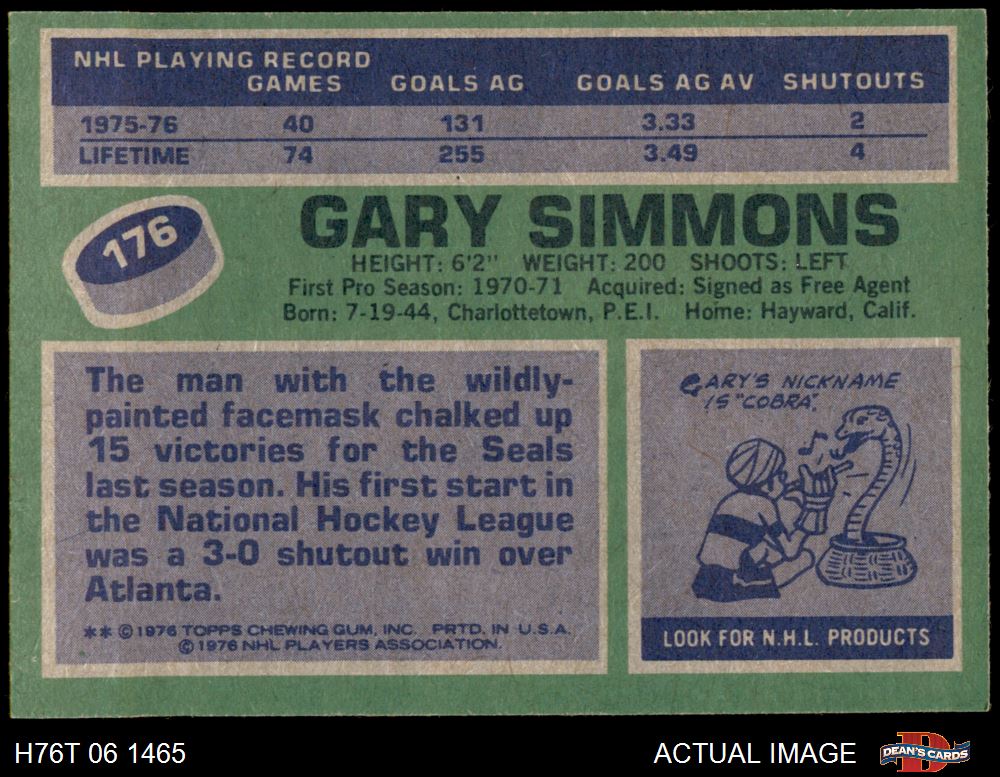 NHL PLAYING RECORD
GAMES GOALS AG GOALS AG AV SHUTOUTS
1975-76 40 131 3.33 2
LIFETIME 74 255 3.49 4
176
GARY SIMMONS
HEIGHT: 6'2" WEIGHT: 200 SHOOTS: LEFT
First Pro Season: 1970-71 Acquired: Signed as Free Agent
Born: 7-19-44, Charlottetown, P.E.I. Home: Hayward, Calif.
The man with the wildly-
painted facemask chalked up
15 victories for the Seals
last season. His first start in
the National Hockey League
was a 3-0 shutout win over
Atlanta.
** © 1976 TOPPS CHEWING GUM, INC. PRTD. IN U.S.A.
© 1976 NHL PLAYERS ASSOCIATION.
GARY'S NICKNAME
IS "COBRA".
LOOK FOR N.H.L. PRODUCTS
H76T 06 1465
ACTUAL IMAGE
D
DEAN'S CARDS